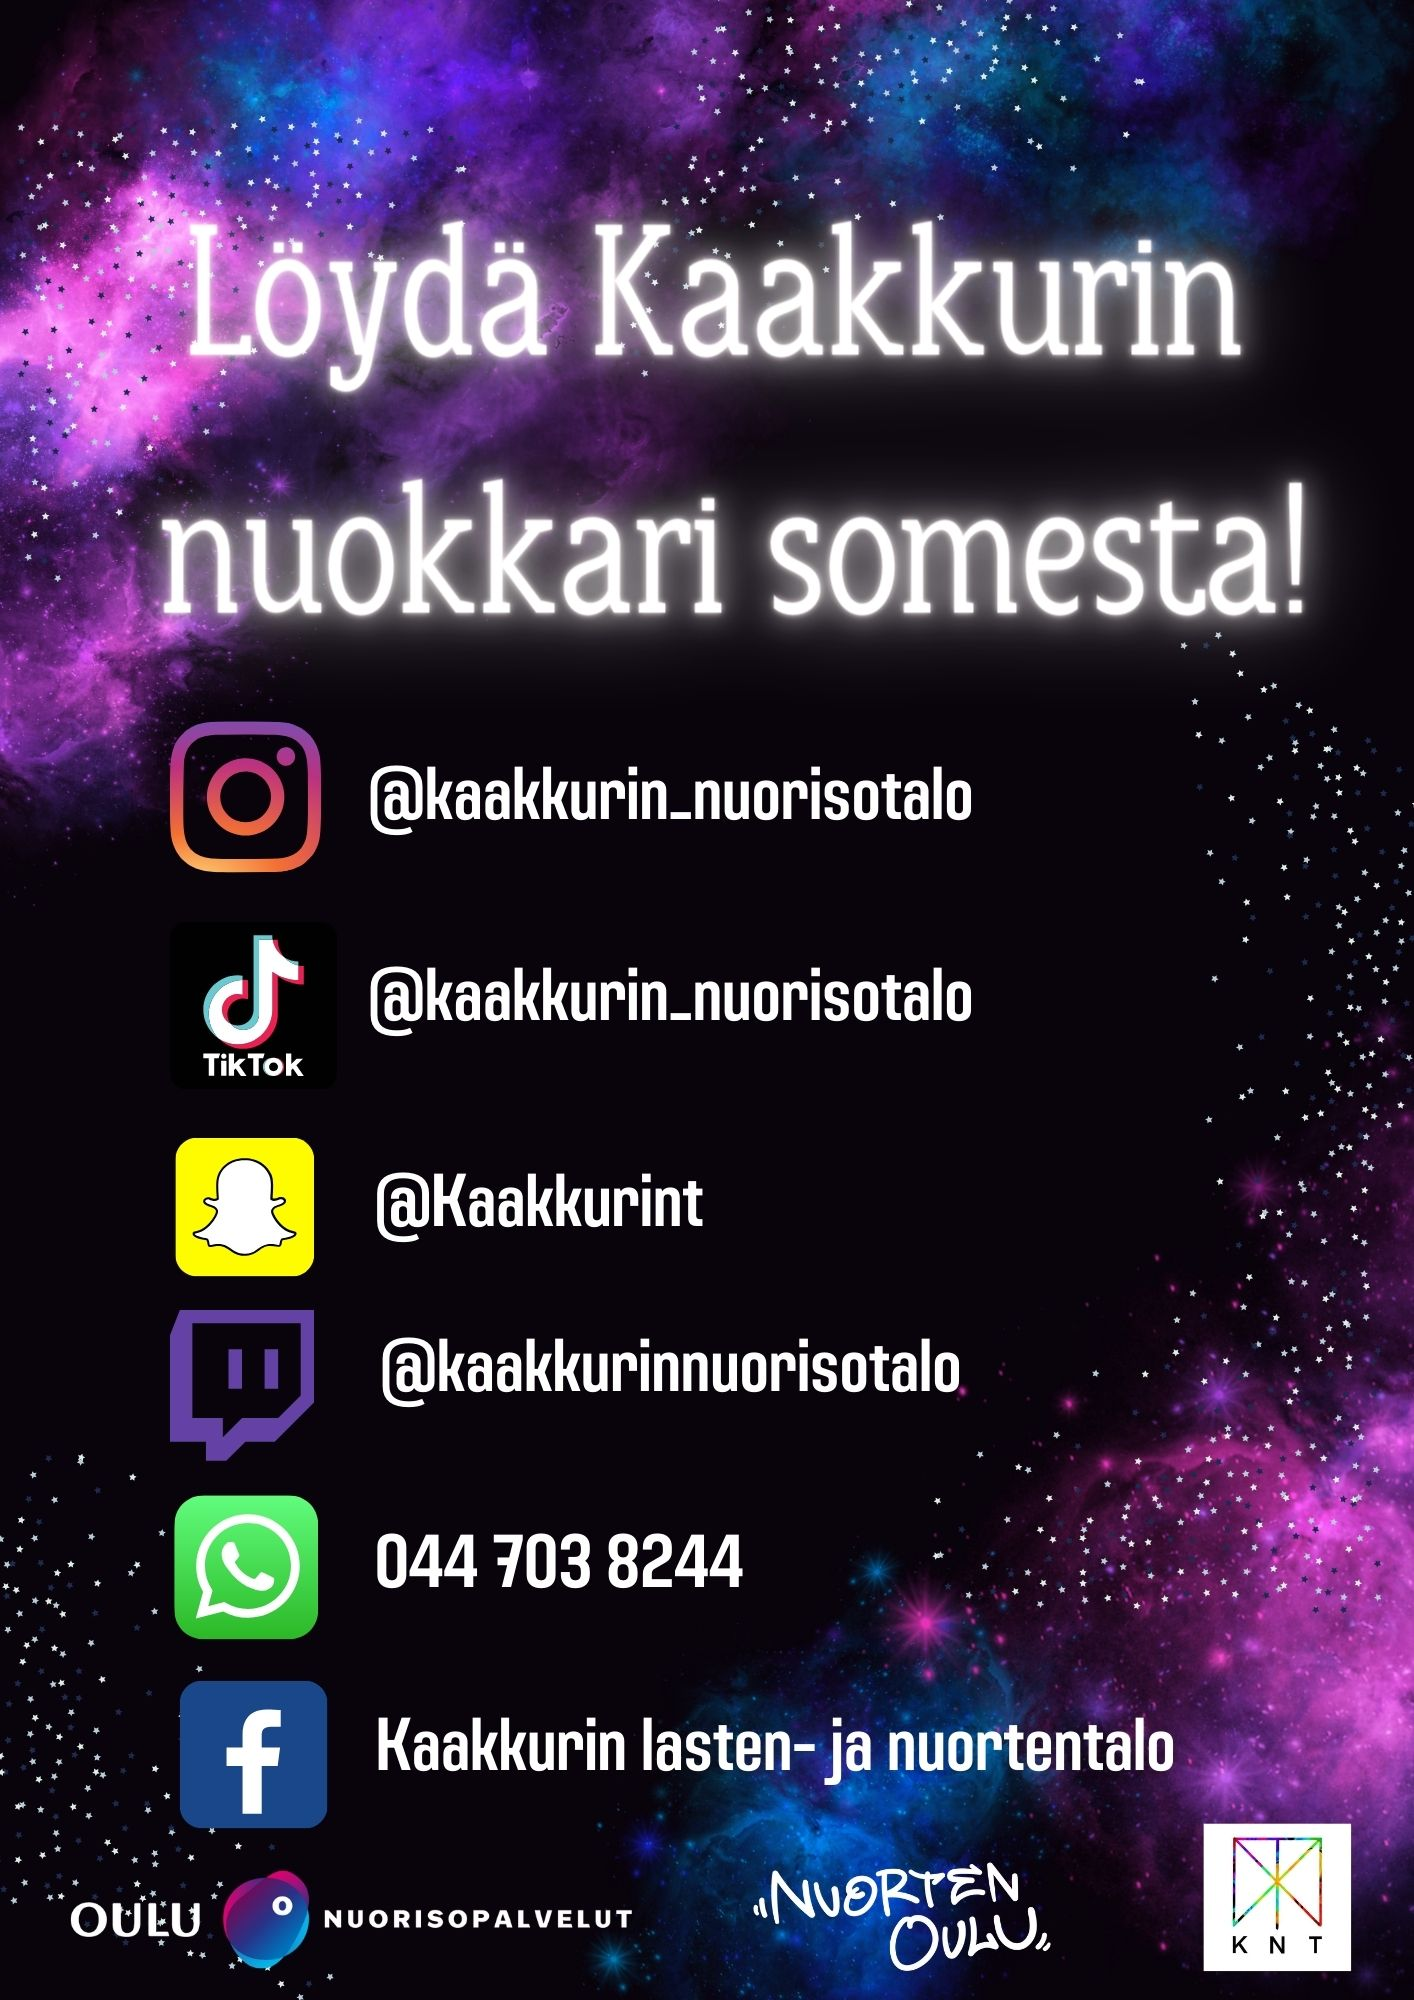 Löydä Kaakkurin
nuokkari somesta!
@kaakkurin_nuorisotalo
@kaakkurin_nuorisotalo
TikTok
@Kaakkurint
@kaakkurinnuorisotalo
044 703 8244
Kaakkurin lasten- ja nuortentalo
OULU NUORISOPALVELUT
"NUORTEN
OULU"
KNT